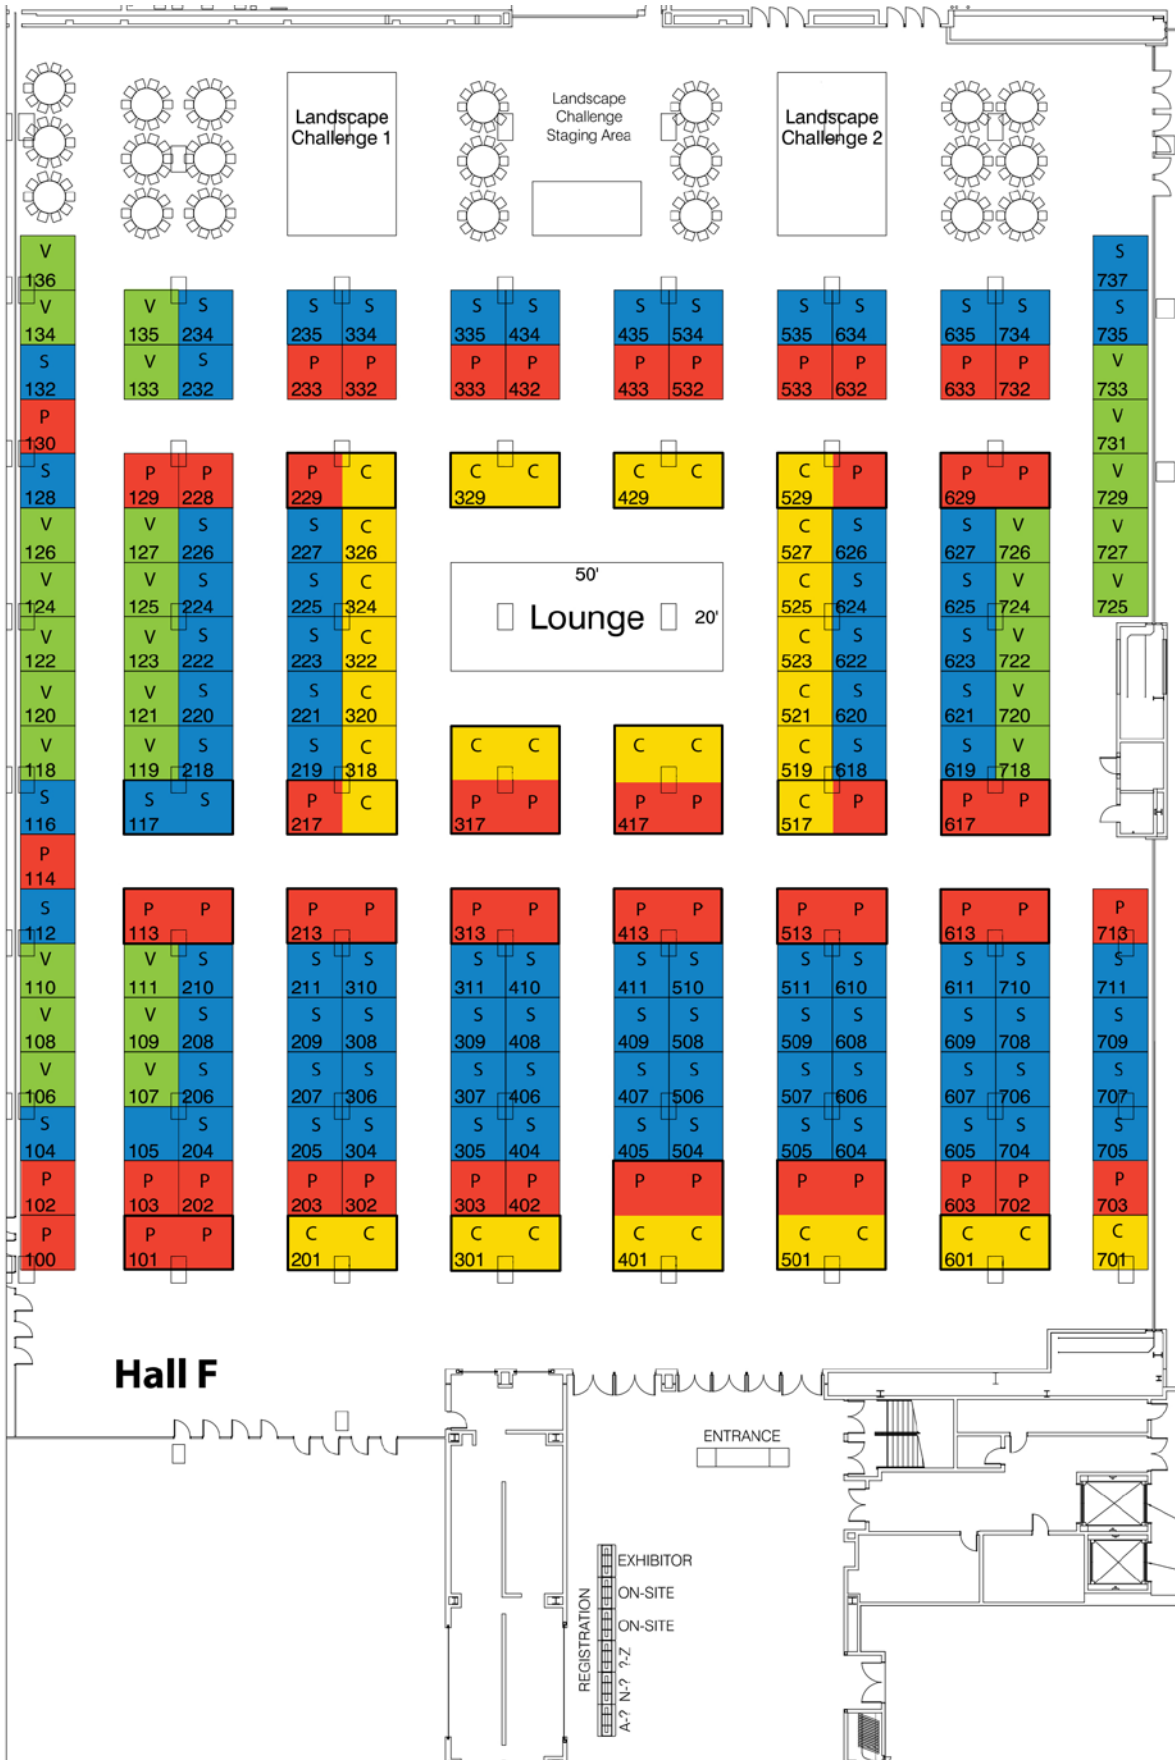 Landscape
Challenge 1
Landscape
Challenge
Staging Area
Landscape
Challenge 2
V
136
S
737
V
134
V S
135 234
S S
235 334
S S
335 434
S S
435 534
S S
535 634
S S
635 734
S
735
S
132
V S
133 232
P P
233 332
P P
333 432
P P
433 532
P P
533 632
P P
633 732
V
733
P
130
V
731
S
128
P P
129 228
P C
229
C C
329
C C
429
C P
529
P P
629
V
729
V
126
V S
127 226
S C
227 326
C S
527 626
S V
627 726
V
727
V
124
V S
125 224
S C
225 324
50'
Lounge 20'
C S
525 624
S V
625 724
V
725
V
122
V S
123 222
S C
223 322
C S
523 622
S V
623 722
V
120
V S
121 220
S C
221 320
C S
521 620
S V
621 720
V
118
V S
119 218
S C
219 318
C C
C C
C S
519 618
S V
619 718
S
116
S S
117
P C
217
P P
317
P P
417
C P
517
P P
617
P
114
S
112
P P
113
P P
213
P P
313
P P
413
P P
513
P P
613
P
713
V
110
V S
111 210
S S
211 310
S S
311 410
S S
411 510
S S
511 610
S S
611 710
S
711
V
108
V S
109 208
S S
209 308
S S
309 408
S S
409 508
S S
509 608
S S
609 708
S
709
V
106
V S
107 206
S S
207 306
S S
307 406
S S
407 506
S S
507 606
S S
607 706
S
707
S
104
S
105 204
S S
205 304
S S
305 404
S S
405 504
S S
505 604
S S
605 704
S
705
P
102
P P
103 202
P P
203 302
P P
303 402
P P
P P
P P
603 702
P
703
P
100
P P
101
C C
201
C C
301
C C
401
C C
501
C C
601
C
701
Hall F
ENTRANCE
REGISTRATION
EXHIBITOR
ON-SITE
ON-SITE
?-Z
N-?
A-?